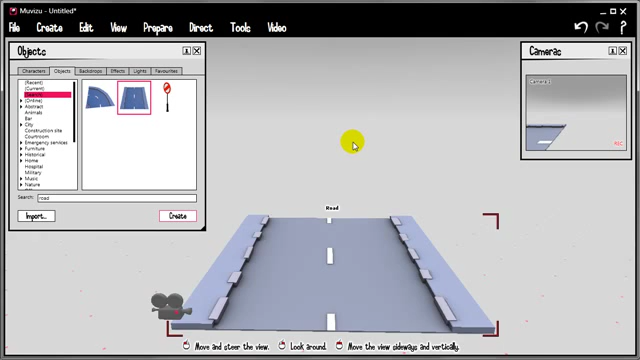 Muvizu - Untitled*
File Create Edit View Prepare Direct Tools Video
?
Objects
Characters Objects Backdrops Effects Lights Favourites
(Recent)
(Current)
(Search)
(Online)
Abstract
Animals
Bar
City
Construction site
Courtroom
Emergency services
Furniture
Historical
Home
Hospital
Military
Music
Nature
Search: road
Import... Create
Cameras
Camera 1
REC
Road
Move and steer the view. Look around. Move the view sideways and vertically.